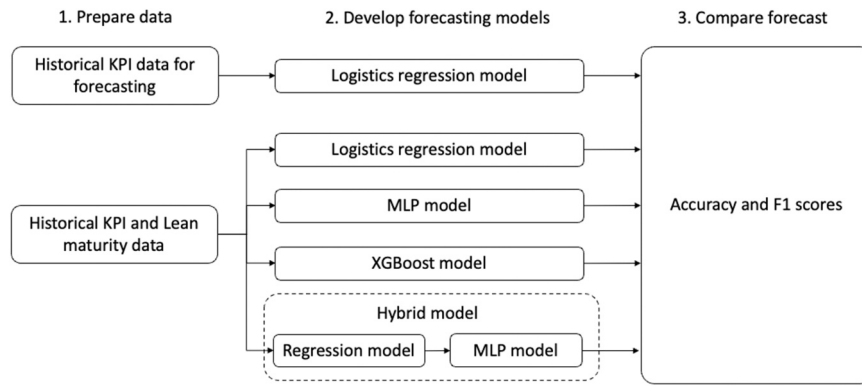 1. Prepare data
2. Develop forecasting models
3. Compare forecast
Historical KPI data for
forecasting
Logistics regression model
Logistics regression model
MLP model
Historical KPI and Lean
maturity data
XGBoost model
Hybrid model
Regression model
MLP model
Accuracy and F1 scores